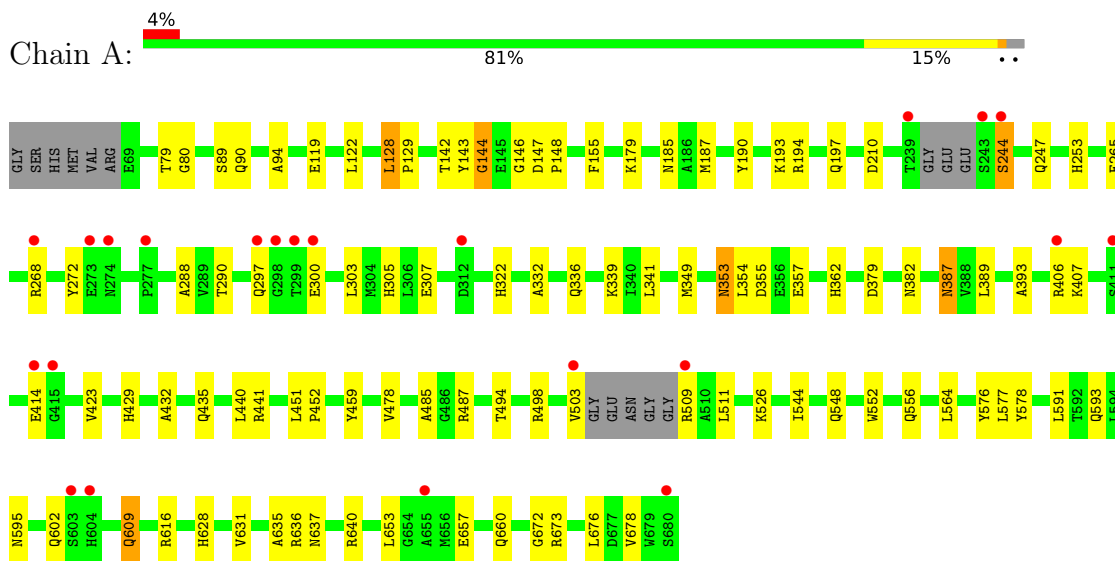 4%
Chain A:
81% 15% • •
GLY SER HIS MET VAL ARG E69 T79 G80 S89 Q90 A94 E119 L122 L128 P129 T142 Y143 G144 E145 G146 D147 P148 F155 K179 N185 A186 M187 Y190 K193 R194 Q197 D210 T239 GLY GLU GLU S243 S244 Q247 H253
R268 Y272 E273 N274 P277 A288 V289 T290 Q297 G298 T299 E300 L303 M304 H305 L306 E307 D312 H322 A332 Q336 K339 I340 L341 M349 N353 L354 D355 E356 E357 H362 D379 N382 N387 V388 L389 A393 R406 K407
E414 G415 V423 H429 A432 Q435 L440 R441 L451 P452 Y459 V478 A485 G486 R487 T494 R498 V503 GLY GLU ASN GLY GLY R509 A510 L511 K526 I544 Q548 W552 Q556 L564 Y576 L577 Y578 L591 T592 Q593
N595 Q602 S603 H604 Q609 R616 H628 V631 A635 R636 N637 R640 L653 G654 A655 M656 E657 Q660 G672 R673 L676 D677 V678 W679 S680